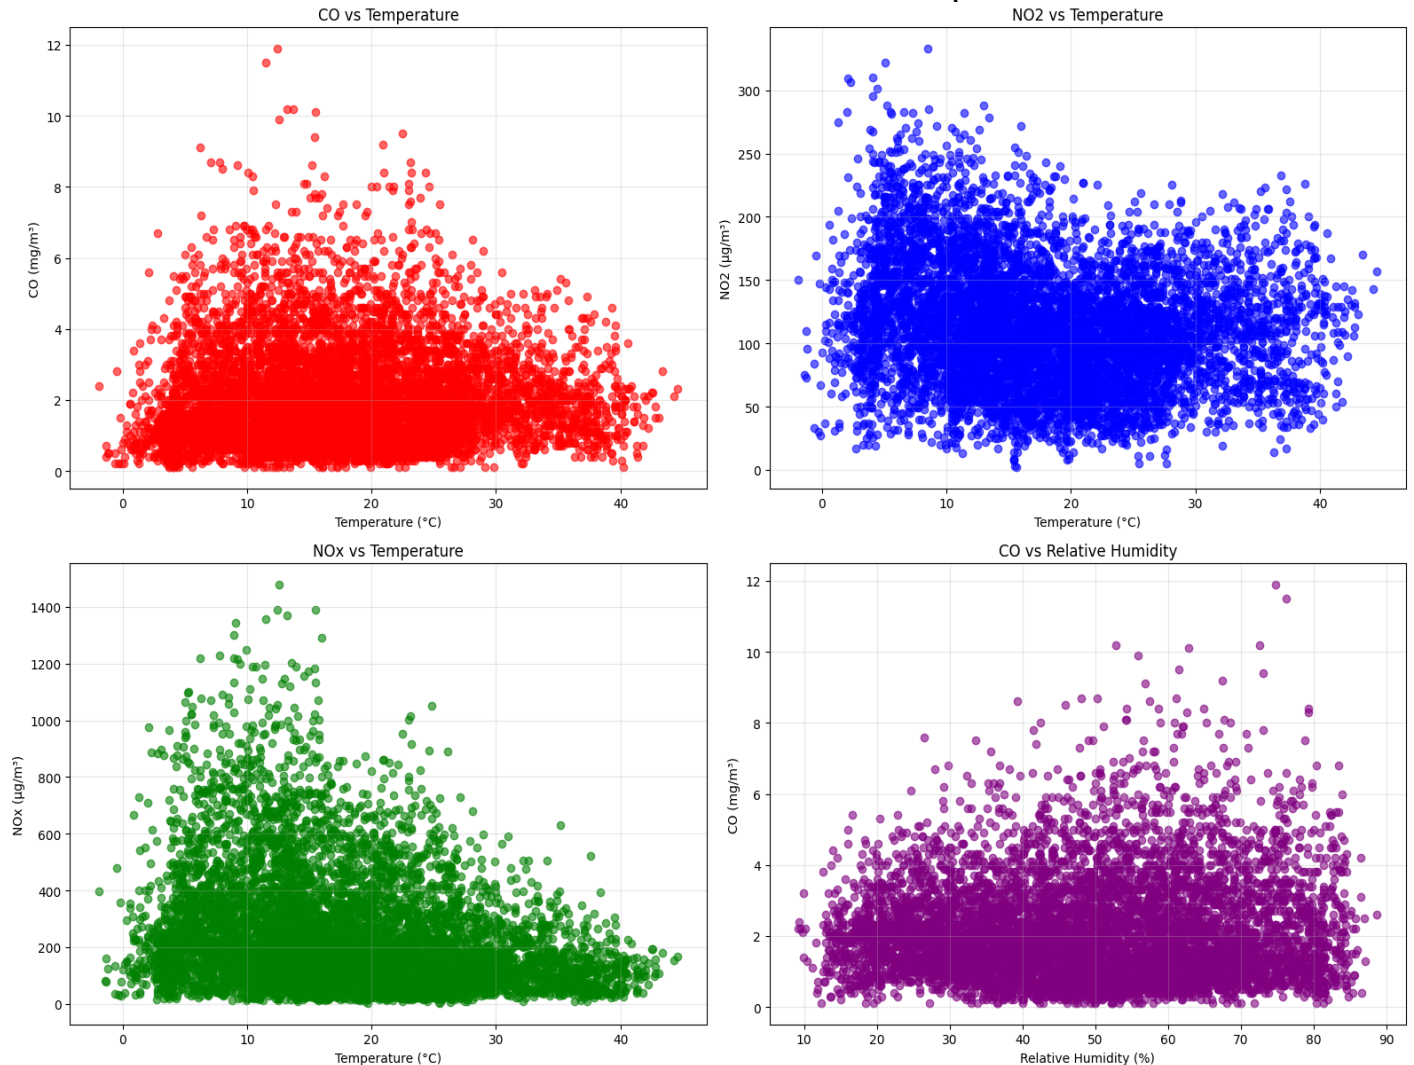 CO vs Temperature
12
10
8
6
4
2
0
CO (mg/m³)
0 10 20 30 40
Temperature (°C)
NO2 vs Temperature
300
250
200
150
100
50
0
NO2 (µg/m³)
0 10 20 30 40
Temperature (°C)
NOx vs Temperature
1400
1200
1000
800
600
400
200
0
NOx (µg/m³)
0 10 20 30 40
Temperature (°C)
CO vs Relative Humidity
12
10
8
6
4
2
0
CO (mg/m³)
10 20 30 40 50 60 70 80 90
Relative Humidity (%)